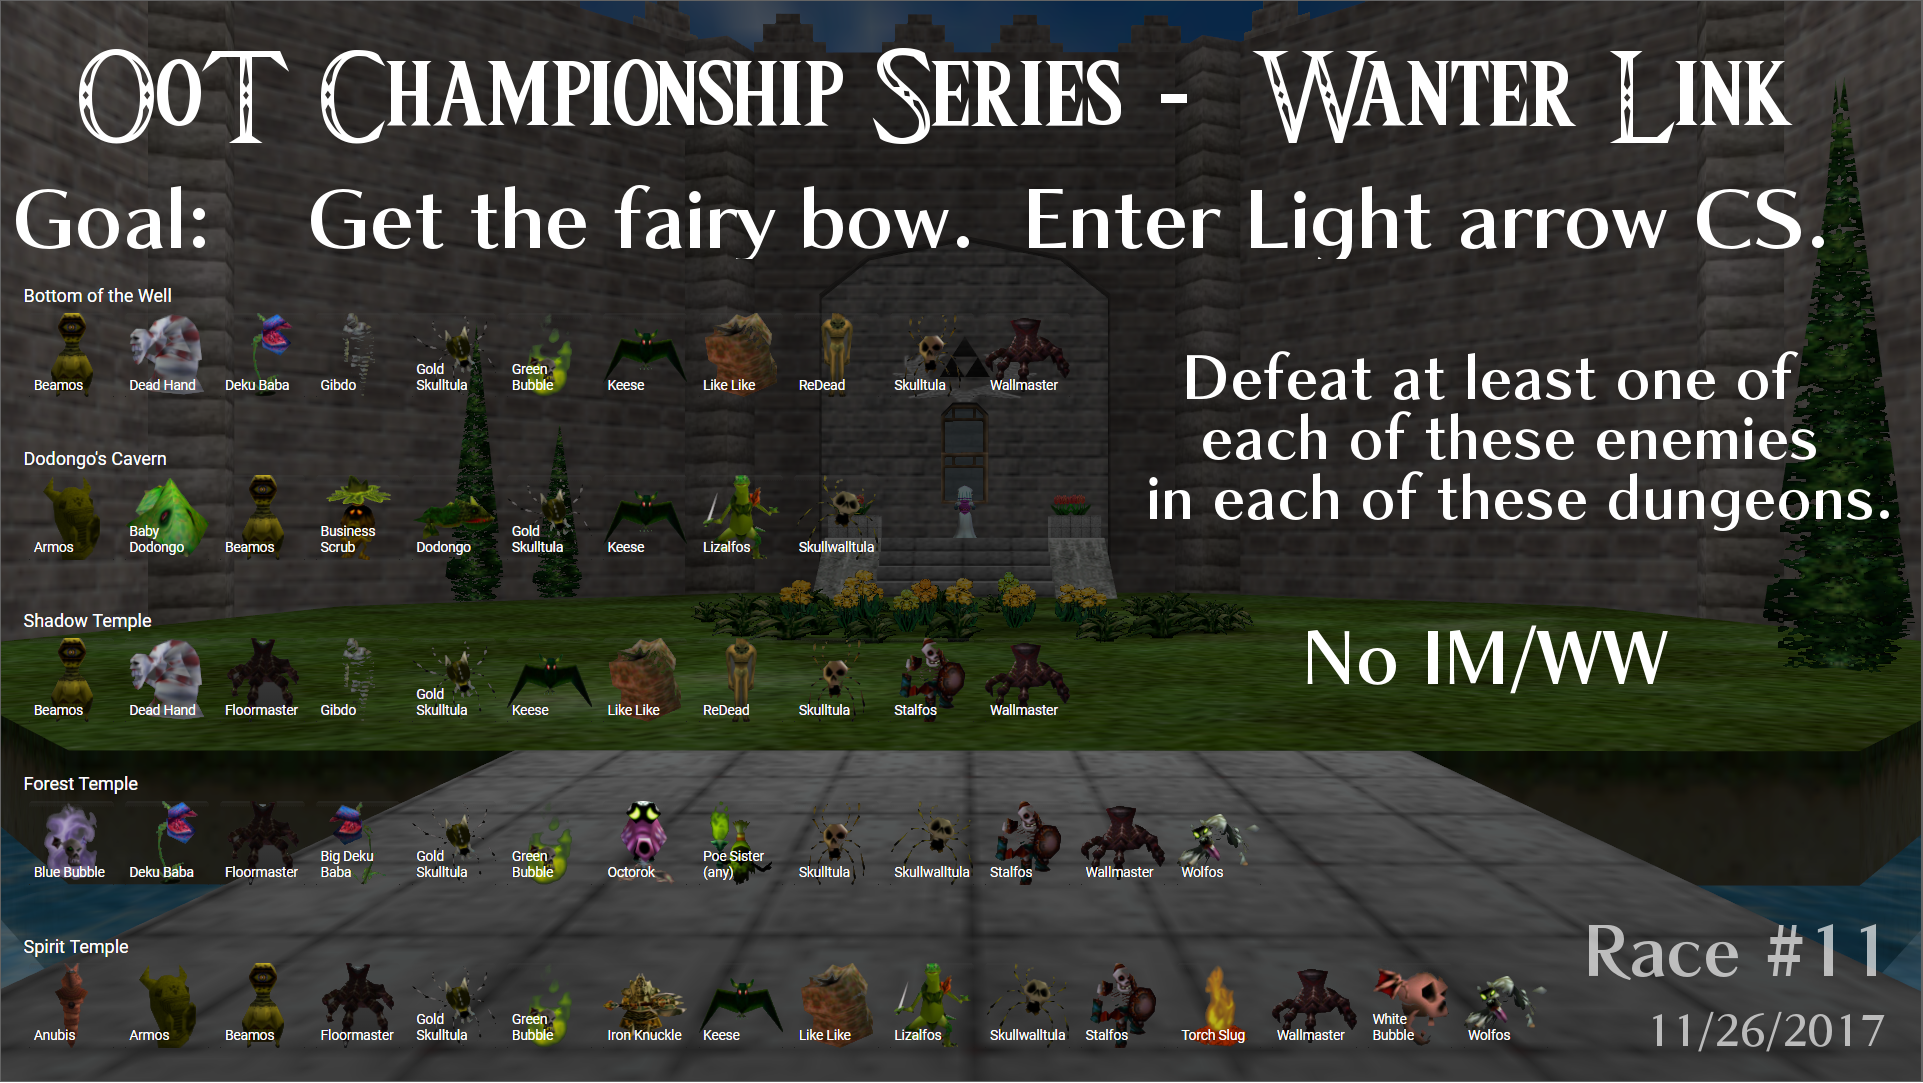 OoT Championship Series - Wanter Link
Goal: Get the fairy bow. Enter Light arrow CS.
Bottom of the Well
Beamos Dead Hand Deku Baba Gibdo Gold Skulltula Green Bubble Keese Like Like ReDead Skulltula Wallmaster
Defeat at least one of
each of these enemies
in each of these dungeons.
Dodongo's Cavern
Armos Baby Dodongo Beamos Business Scrub Dodongo Gold Skulltula Keese Lizalfos Skullwalltula
Shadow Temple
Beamos Dead Hand Floormaster Gibdo Gold Skulltula Keese Like Like ReDead Skulltula Stalfos Wallmaster
No IM/WW
Forest Temple
Blue Bubble Deku Baba Floormaster Big Deku Baba Gold Skulltula Green Bubble Octorok Poe Sister (any) Skulltula Skullwalltula Stalfos Wallmaster Wolfos
Spirit Temple
Anubis Armos Beamos Floormaster Gold Skulltula Green Bubble Iron Knuckle Keese Like Like Lizalfos Skullwalltula Stalfos Torch Slug Wallmaster White Bubble Wolfos
Race #11
11/26/2017